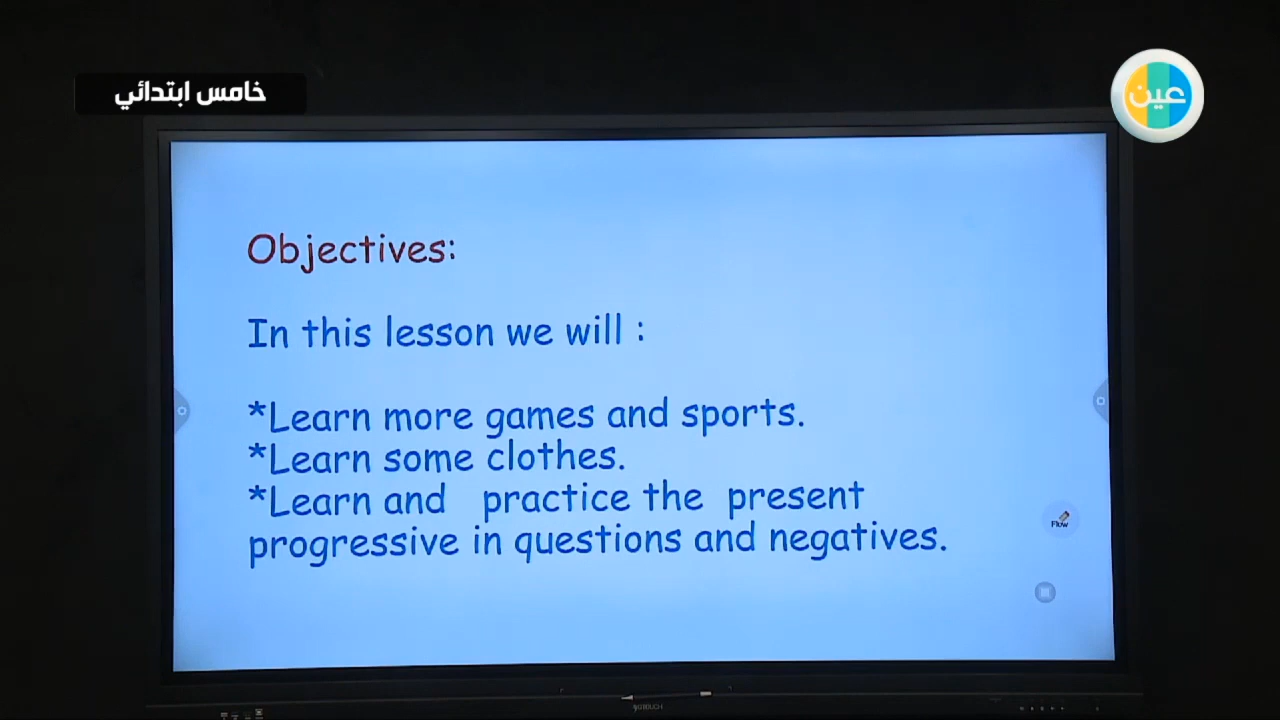 خامس ابتدائي
عين
Objectives:
In this lesson we will :
*Learn more games and sports.
*Learn some clothes.
*Learn and practice the present
progressive in questions and negatives.
Flow